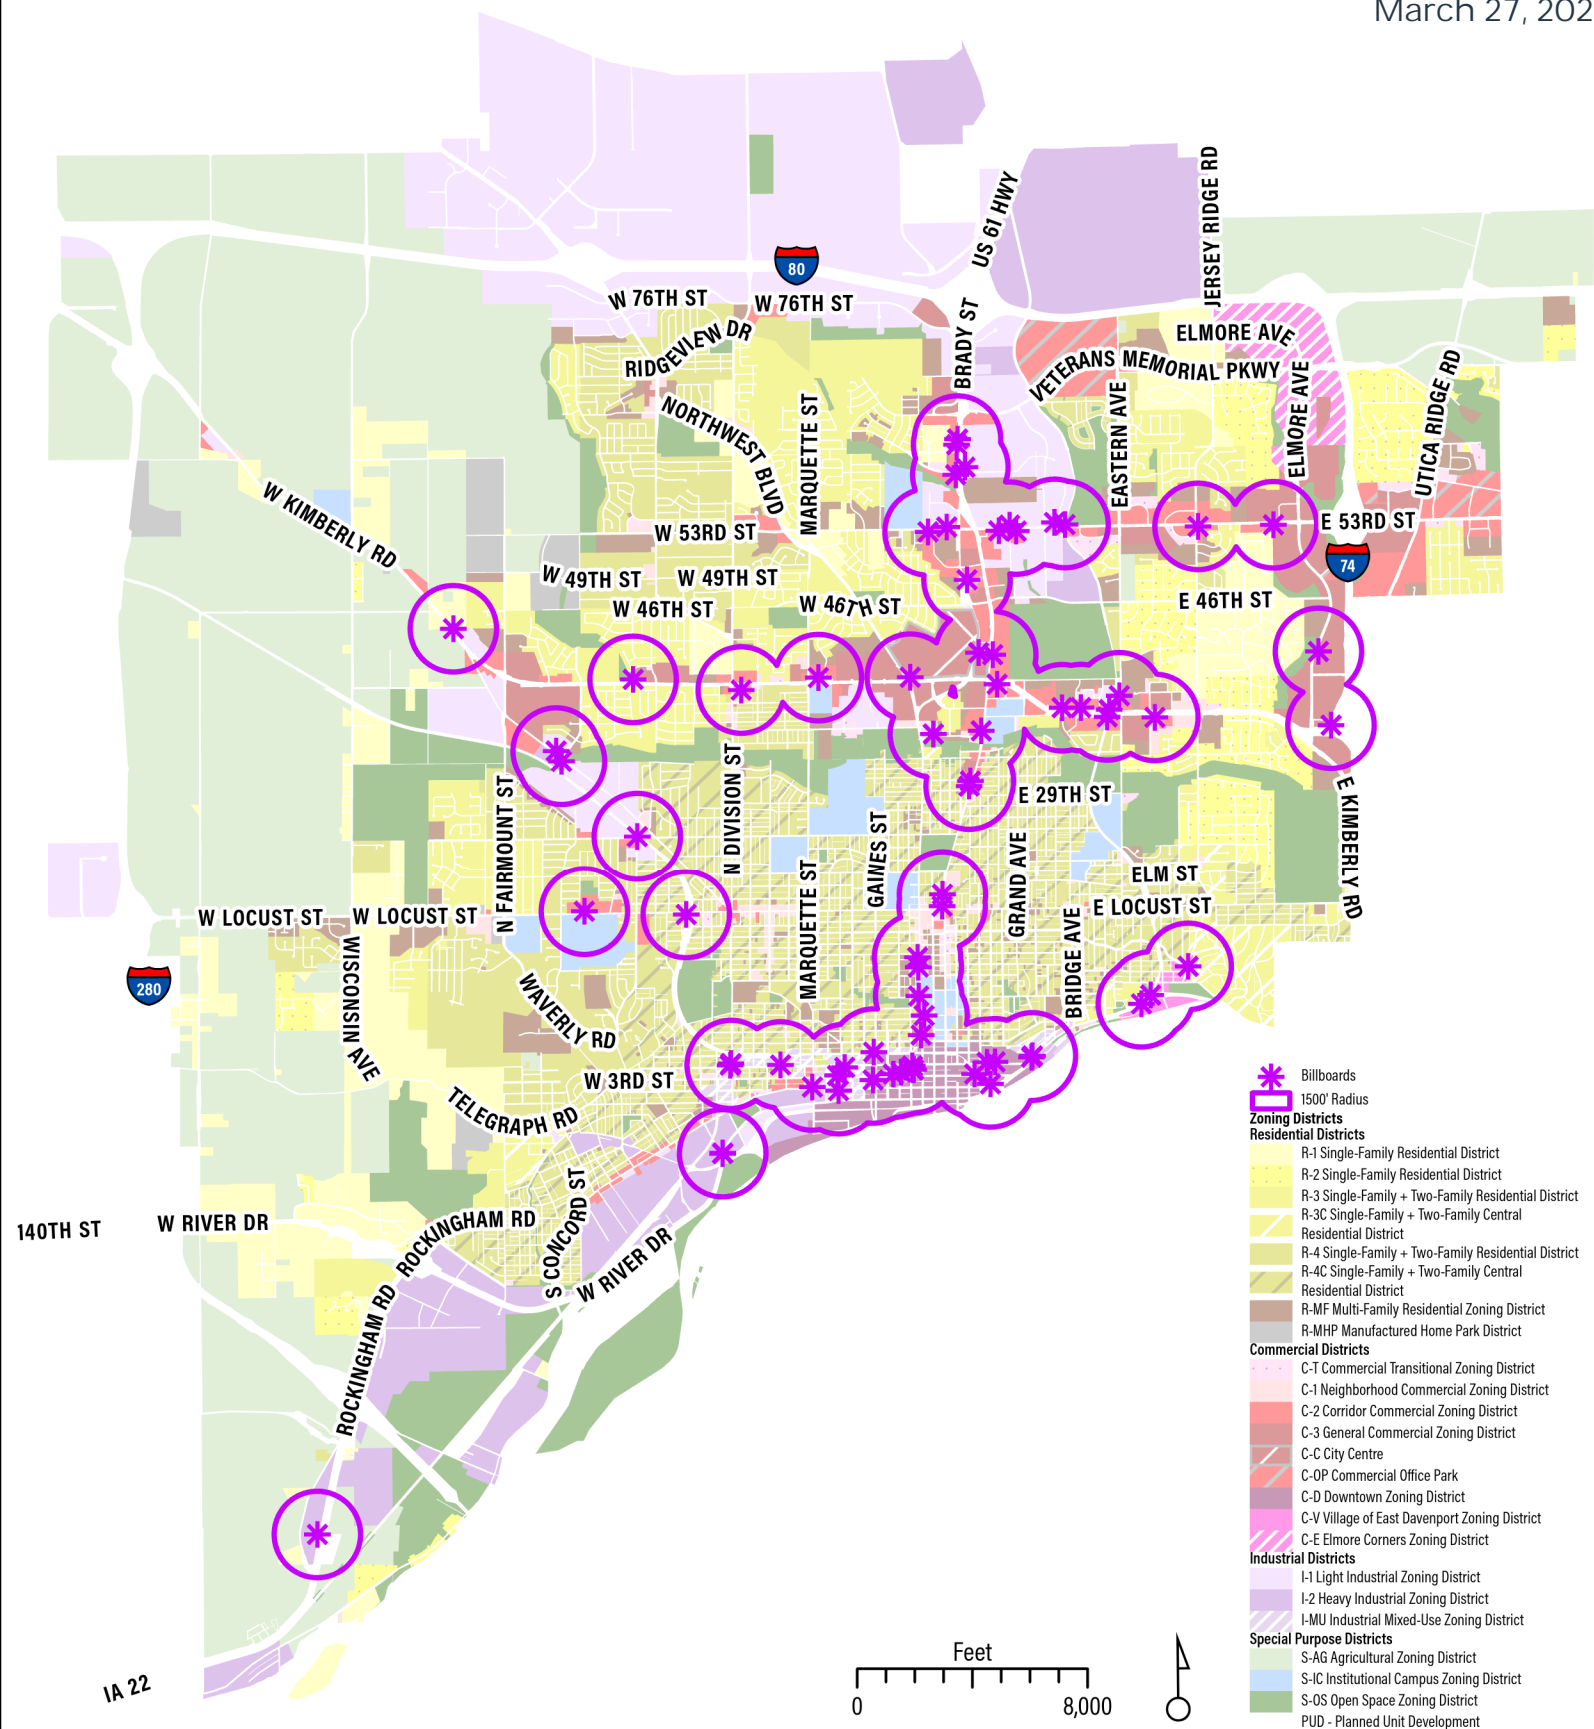 March 27, 202
US 61 HWY
JERSEY RIDGE RD
80
W 76TH ST
W 76TH ST
RIDGEVIEW DR
BRADY ST
ELMORE AVE
VETERANS MEMORIAL PKWY
ELMORE AVE
UTICA RIDGE RD
EASTERN AVE
NORTHWEST BLVD
MARQUETTE ST
W KIMBERLY RD
W 53RD ST
E 53RD ST
74
W 49TH ST
W 49TH ST
W 46TH ST
W 46TH ST
E 46TH ST
N FAIRMOUNT ST
N DIVISION ST
E 29TH ST
E KIMBERLY RD
GAINES ST
GRAND AVE
MARQUETTE ST
ELM ST
E LOCUST ST
W LOCUST ST
W LOCUST ST
BRIDGE AVE
WISCONSIN AVE
280
WAVERLY RD
W 3RD ST
TELEGRAPH RD
S CONCORD ST
140TH ST
W RIVER DR
ROCKINGHAM RD
W RIVER DR
ROCKINGHAM RD
IA 22
Feet
0
8,000
Billboards
1500' Radius
Zoning Districts
Residential Districts
R-1 Single-Family Residential District
R-2 Single-Family Residential District
R-3 Single-Family + Two-Family Residential District
R-3C Single-Family + Two-Family Central
Residential District
R-4 Single-Family + Two-Family Residential District
R-4C Single-Family + Two-Family Central
Residential District
R-MF Multi-Family Residential Zoning District
R-MHP Manufactured Home Park District
Commercial Districts
C-T Commercial Transitional Zoning District
C-1 Neighborhood Commercial Zoning District
C-2 Corridor Commercial Zoning District
C-3 General Commercial Zoning District
C-C City Centre
C-OP Commercial Office Park
C-D Downtown Zoning District
C-V Village of East Davenport Zoning District
C-E Elmore Corners Zoning District
Industrial Districts
I-1 Light Industrial Zoning District
I-2 Heavy Industrial Zoning District
I-MU Industrial Mixed-Use Zoning District
Special Purpose Districts
S-AG Agricultural Zoning District
S-IC Institutional Campus Zoning District
S-OS Open Space Zoning District
PUD - Planned Unit Development